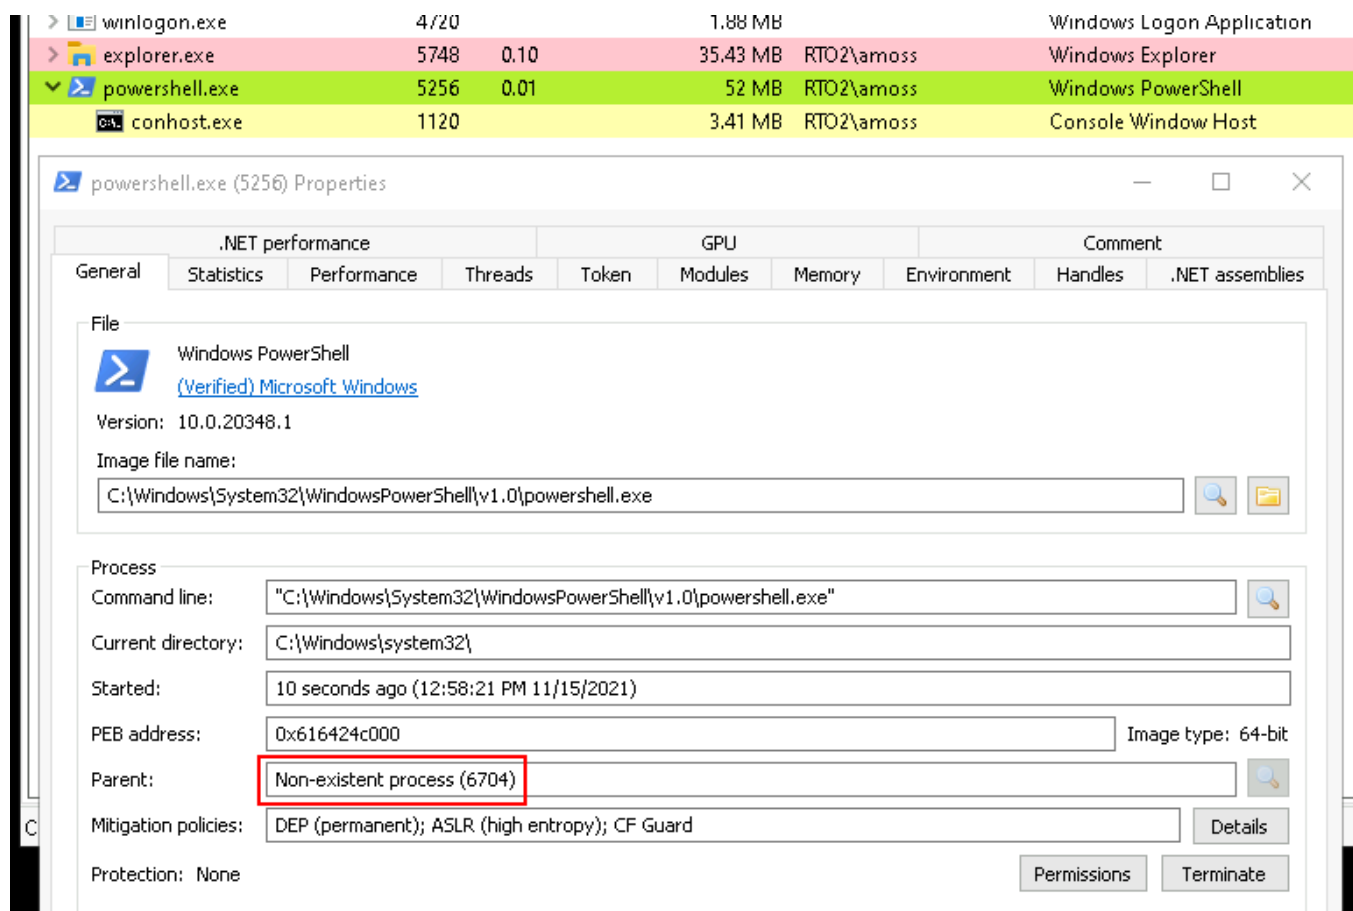 winlogon.exe 4720 1.88 MB Windows Logon Application
explorer.exe 5748 0.10 35.43 MB RTO2\amoss Windows Explorer
powershell.exe 5256 0.01 52 MB RTO2\amoss Windows PowerShell
conhost.exe 1120 3.41 MB RTO2\amoss Console Window Host
powershell.exe (5256) Properties
.NET performance GPU Comment
General Statistics Performance Threads Token Modules Memory Environment Handles .NET assemblies
File
Windows PowerShell
(Verified) Microsoft Windows
Version: 10.0.20348.1
Image file name:
C:\Windows\System32\WindowsPowerShell\v1.0\powershell.exe
Process
Command line: "C:\Windows\System32\WindowsPowerShell\v1.0\powershell.exe"
Current directory: C:\Windows\system32\
Started: 10 seconds ago (12:58:21 PM 11/15/2021)
PEB address: 0x616424c000 Image type: 64-bit
Parent: Non-existent process (6704)
Mitigation policies: DEP (permanent); ASLR (high entropy); CF Guard Details
Protection: None Permissions Terminate